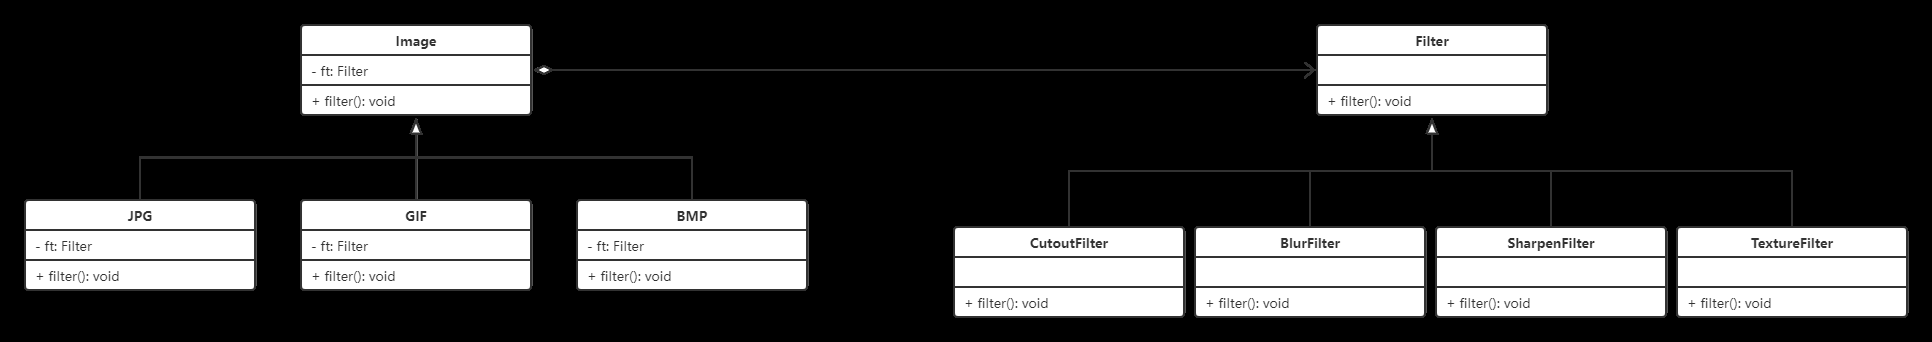 Image
- ft: Filter
+ filter(): void
Filter
+ filter(): void
JPG
- ft: Filter
+ filter(): void
GIF
- ft: Filter
+ filter(): void
BMP
- ft: Filter
+ filter(): void
CutoutFilter
+ filter(): void
BlurFilter
+ filter(): void
SharpenFilter
+ filter(): void
TextureFilter
+ filter(): void